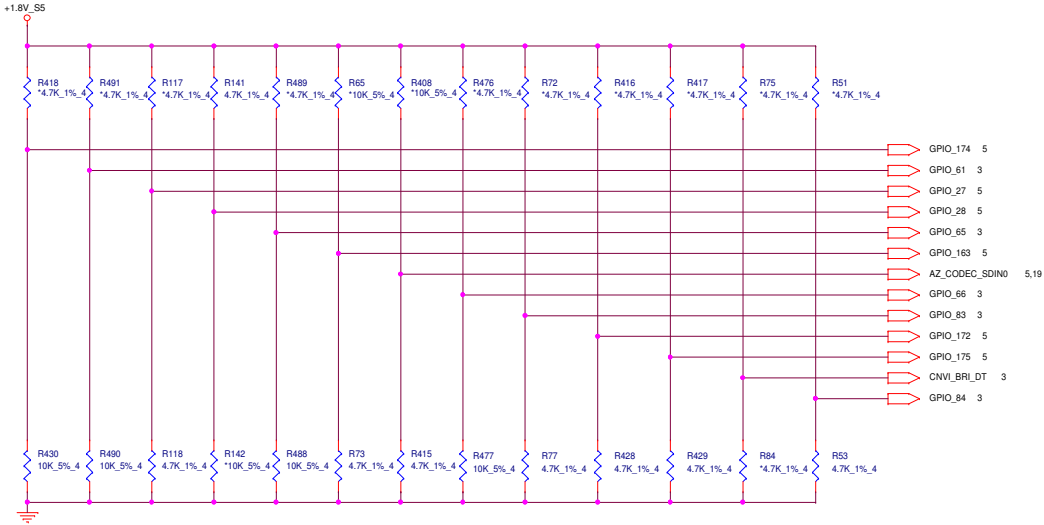 +1.8V_S5
R418 R491 R117 R141 R489 R65 R408 R476 R72 R416 R417 R75 R51
*4.7K_1%_4 *4.7K_1%_4 *4.7K_1%_4 4.7K_1%_4 *4.7K_1%_4 *10K_5%_4 *10K_5%_4 *4.7K_1%_4 *4.7K_1%_4 *4.7K_1%_4 *4.7K_1%_4 *4.7K_1%_4 *4.7K_1%_4
GPIO_174 5
GPIO_61 3
GPIO_27 5
GPIO_28 5
GPIO_65 3
GPIO_163 5
AZ_CODEC_SDIN0 5,19
GPIO_66 3
GPIO_83 3
GPIO_172 5
GPIO_175 5
CNVI_BRI_DT 3
GPIO_84 3
R430 R490 R118 R142 R488 R73 R415 R477 R77 R428 R429 R84 R53
10K_5%_4 10K_5%_4 4.7K_1%_4 *10K_5%_4 10K_5%_4 4.7K_1%_4 4.7K_1%_4 10K_5%_4 4.7K_1%_4 4.7K_1%_4 4.7K_1%_4 *4.7K_1%_4 4.7K_1%_4